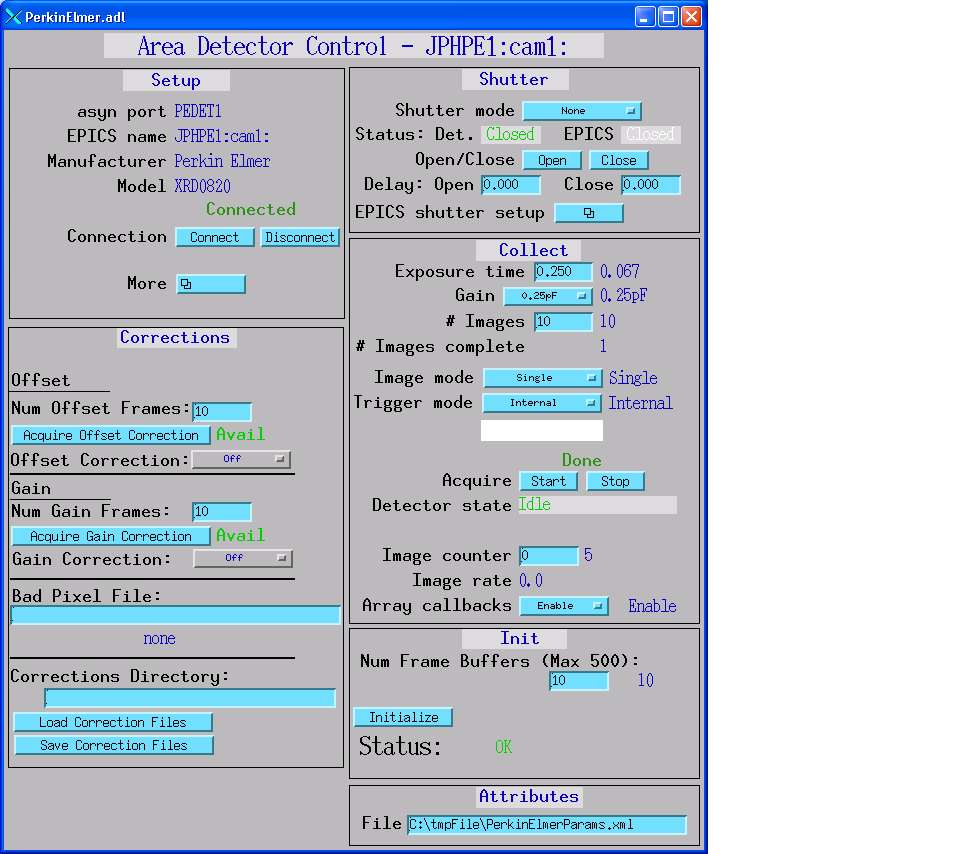 PerkinElmer.adl
Area Detector Control - JPHPE1:cam1:
Setup
asyn port PEDET1
EPICS name JPHPE1:cam1:
Manufacturer Perkin Elmer
Model XRD0820
Connected
Connection Connect Disconnect
More
Corrections
Offset
Num Offset Frames: 10
Acquire Offset Correction Avail
Offset Correction: Off
Gain
Num Gain Frames: 10
Acquire Gain Correction Avail
Gain Correction: Off
Bad Pixel File:
none
Corrections Directory:
Load Correction Files
Save Correction Files
Shutter
Shutter mode None
Status: Det. Closed EPICS Closed
Open/Close Open Close
Delay: Open 0.000 Close 0.000
EPICS shutter setup
Collect
Exposure time 0.250 0.067
Gain 0.25pF 0.25pF
# Images 10 10
# Images complete 1
Image mode Single Single
Trigger mode Internal Internal
Done
Acquire Start Stop
Detector state Idle
Image counter 0 5
Image rate 0.0
Array callbacks Enable Enable
Init
Num Frame Buffers (Max 500):
10 10
Initialize
Status: OK
Attributes
File C:\tmpFile\PerkinElmerParams.xml